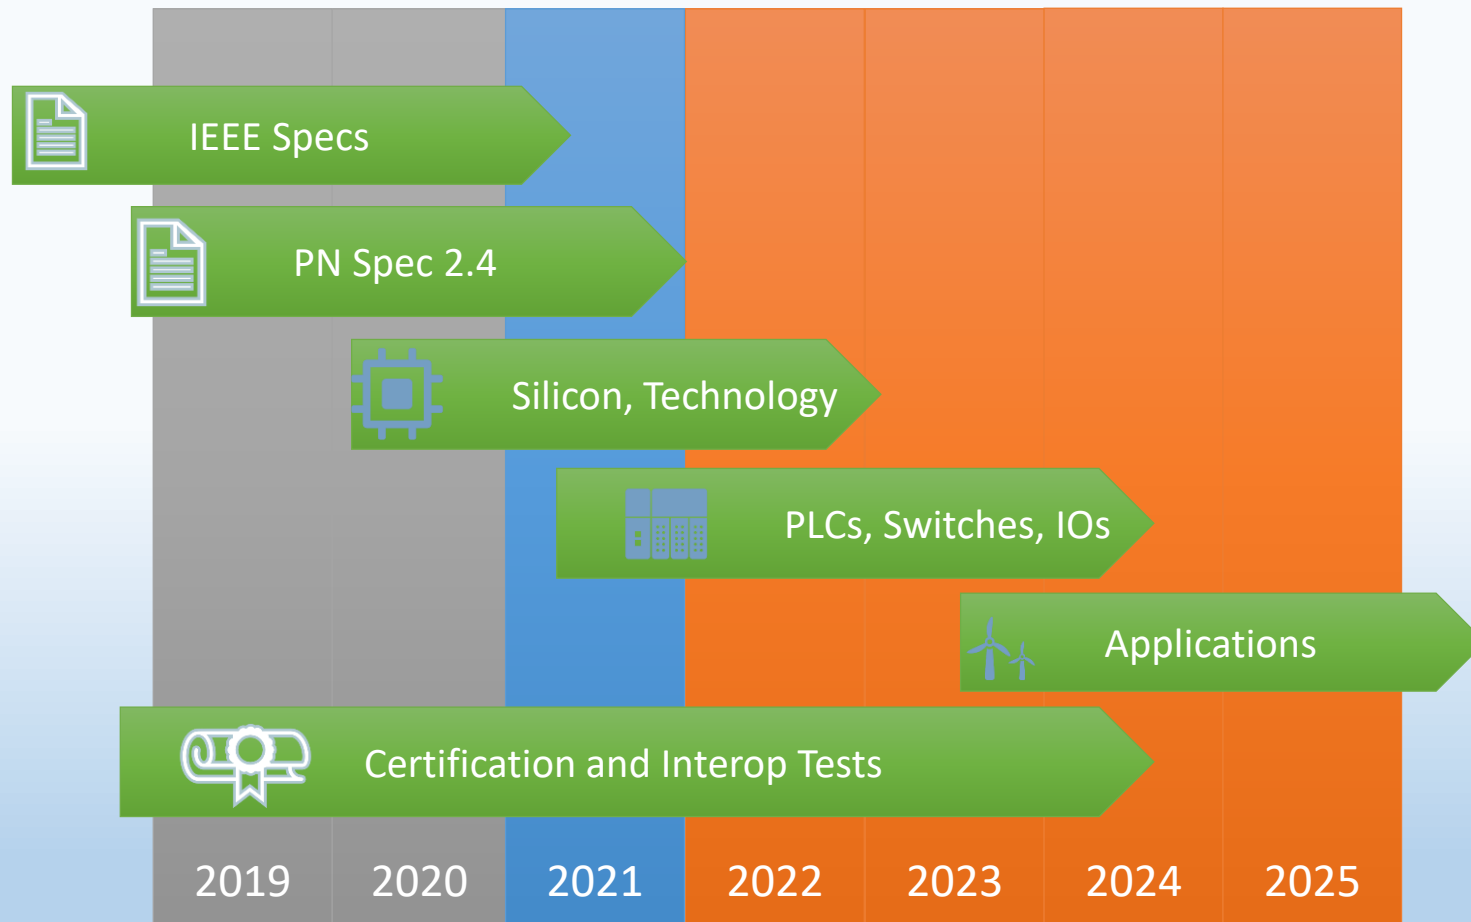 IEEE Specs
PN Spec 2.4
Silicon, Technology
PLCs, Switches, IOs
Applications
Certification and Interop Tests
2019 2020 2021 2022 2023 2024 2025